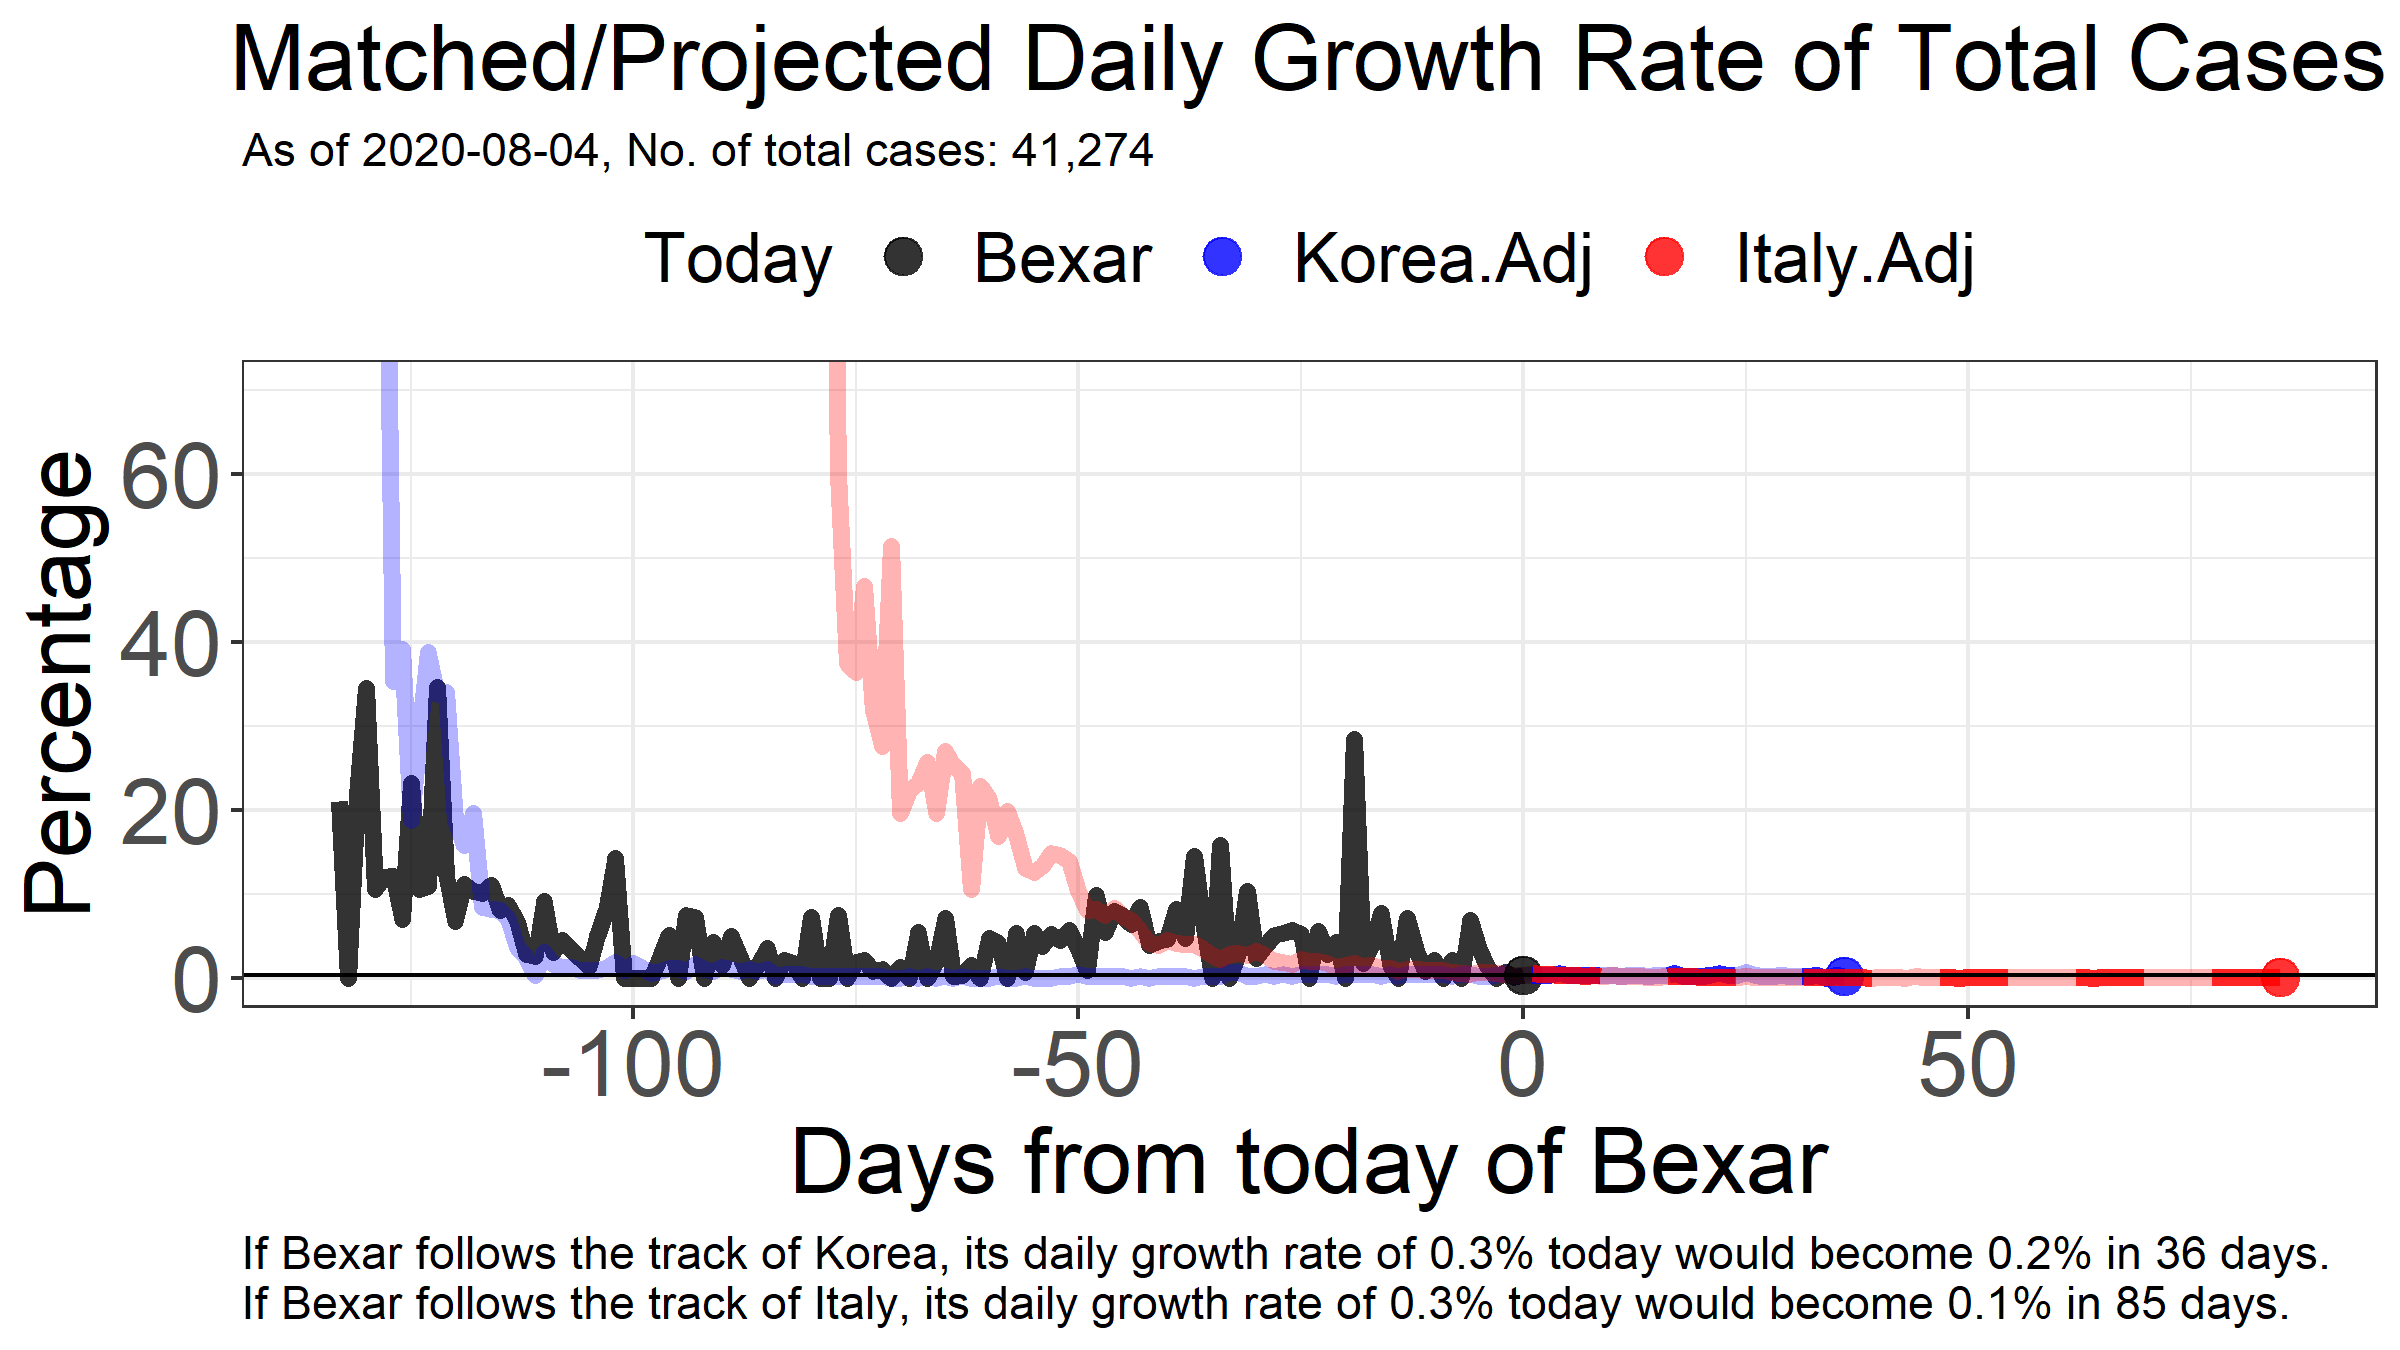 Matched/Projected Daily Growth Rate of Total Cases
As of 2020-08-04, No. of total cases: 41,274
Today Bexar Korea.Adj Italy.Adj
Percentage
60
40
20
0
-100 -50 0 50
Days from today of Bexar
If Bexar follows the track of Korea, its daily growth rate of 0.3% today would become 0.2% in 36 days.
If Bexar follows the track of Italy, its daily growth rate of 0.3% today would become 0.1% in 85 days.